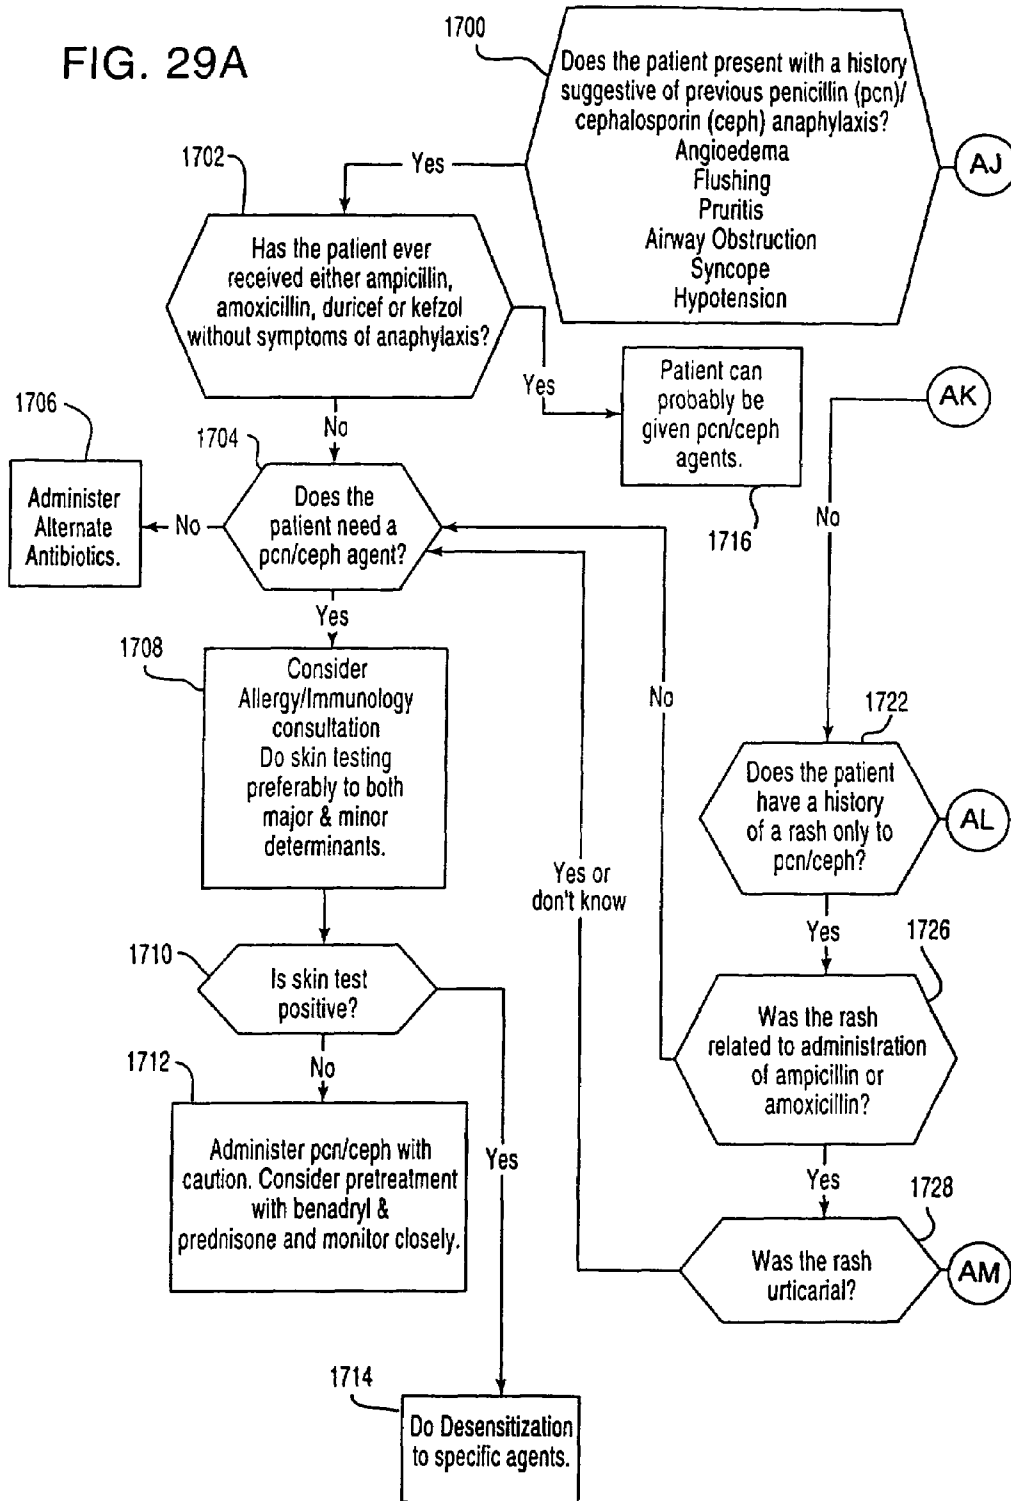 FIG. 29A
1700
Does the patient present with a history
suggestive of previous penicillin (pcn)/
cephalosporin (ceph) anaphylaxis?
Angioedema
Flushing
Pruritis
Airway Obstruction
Syncope
Hypotension
AJ
Yes
1702
Has the patient ever
received either ampicillin,
amoxicillin, duricef or kefzol
without symptoms of anaphylaxis?
Yes
Patient can
probably be
given pcn/ceph
agents.
1716
AK
No
No
1706
Administer
Alternate
Antibiotics.
1704
Does the
patient need a
pcn/ceph agent?
No
Yes
1708
Consider
Allergy/Immunology
consultation
Do skin testing
preferably to both
major & minor
determinants.
No
1722
Does the patient
have a history
of a rash only to
pcn/ceph?
AL
Yes or
don't know
Yes
1710
Is skin test
positive?
1726
Was the rash
related to administration
of ampicillin or
amoxicillin?
No
1712
Administer pcn/ceph with
caution. Consider pretreatment
with benadryl &
prednisone and monitor closely.
Yes
Yes
1728
Was the rash
urticarial?
AM
1714
Do Desensitization
to specific agents.